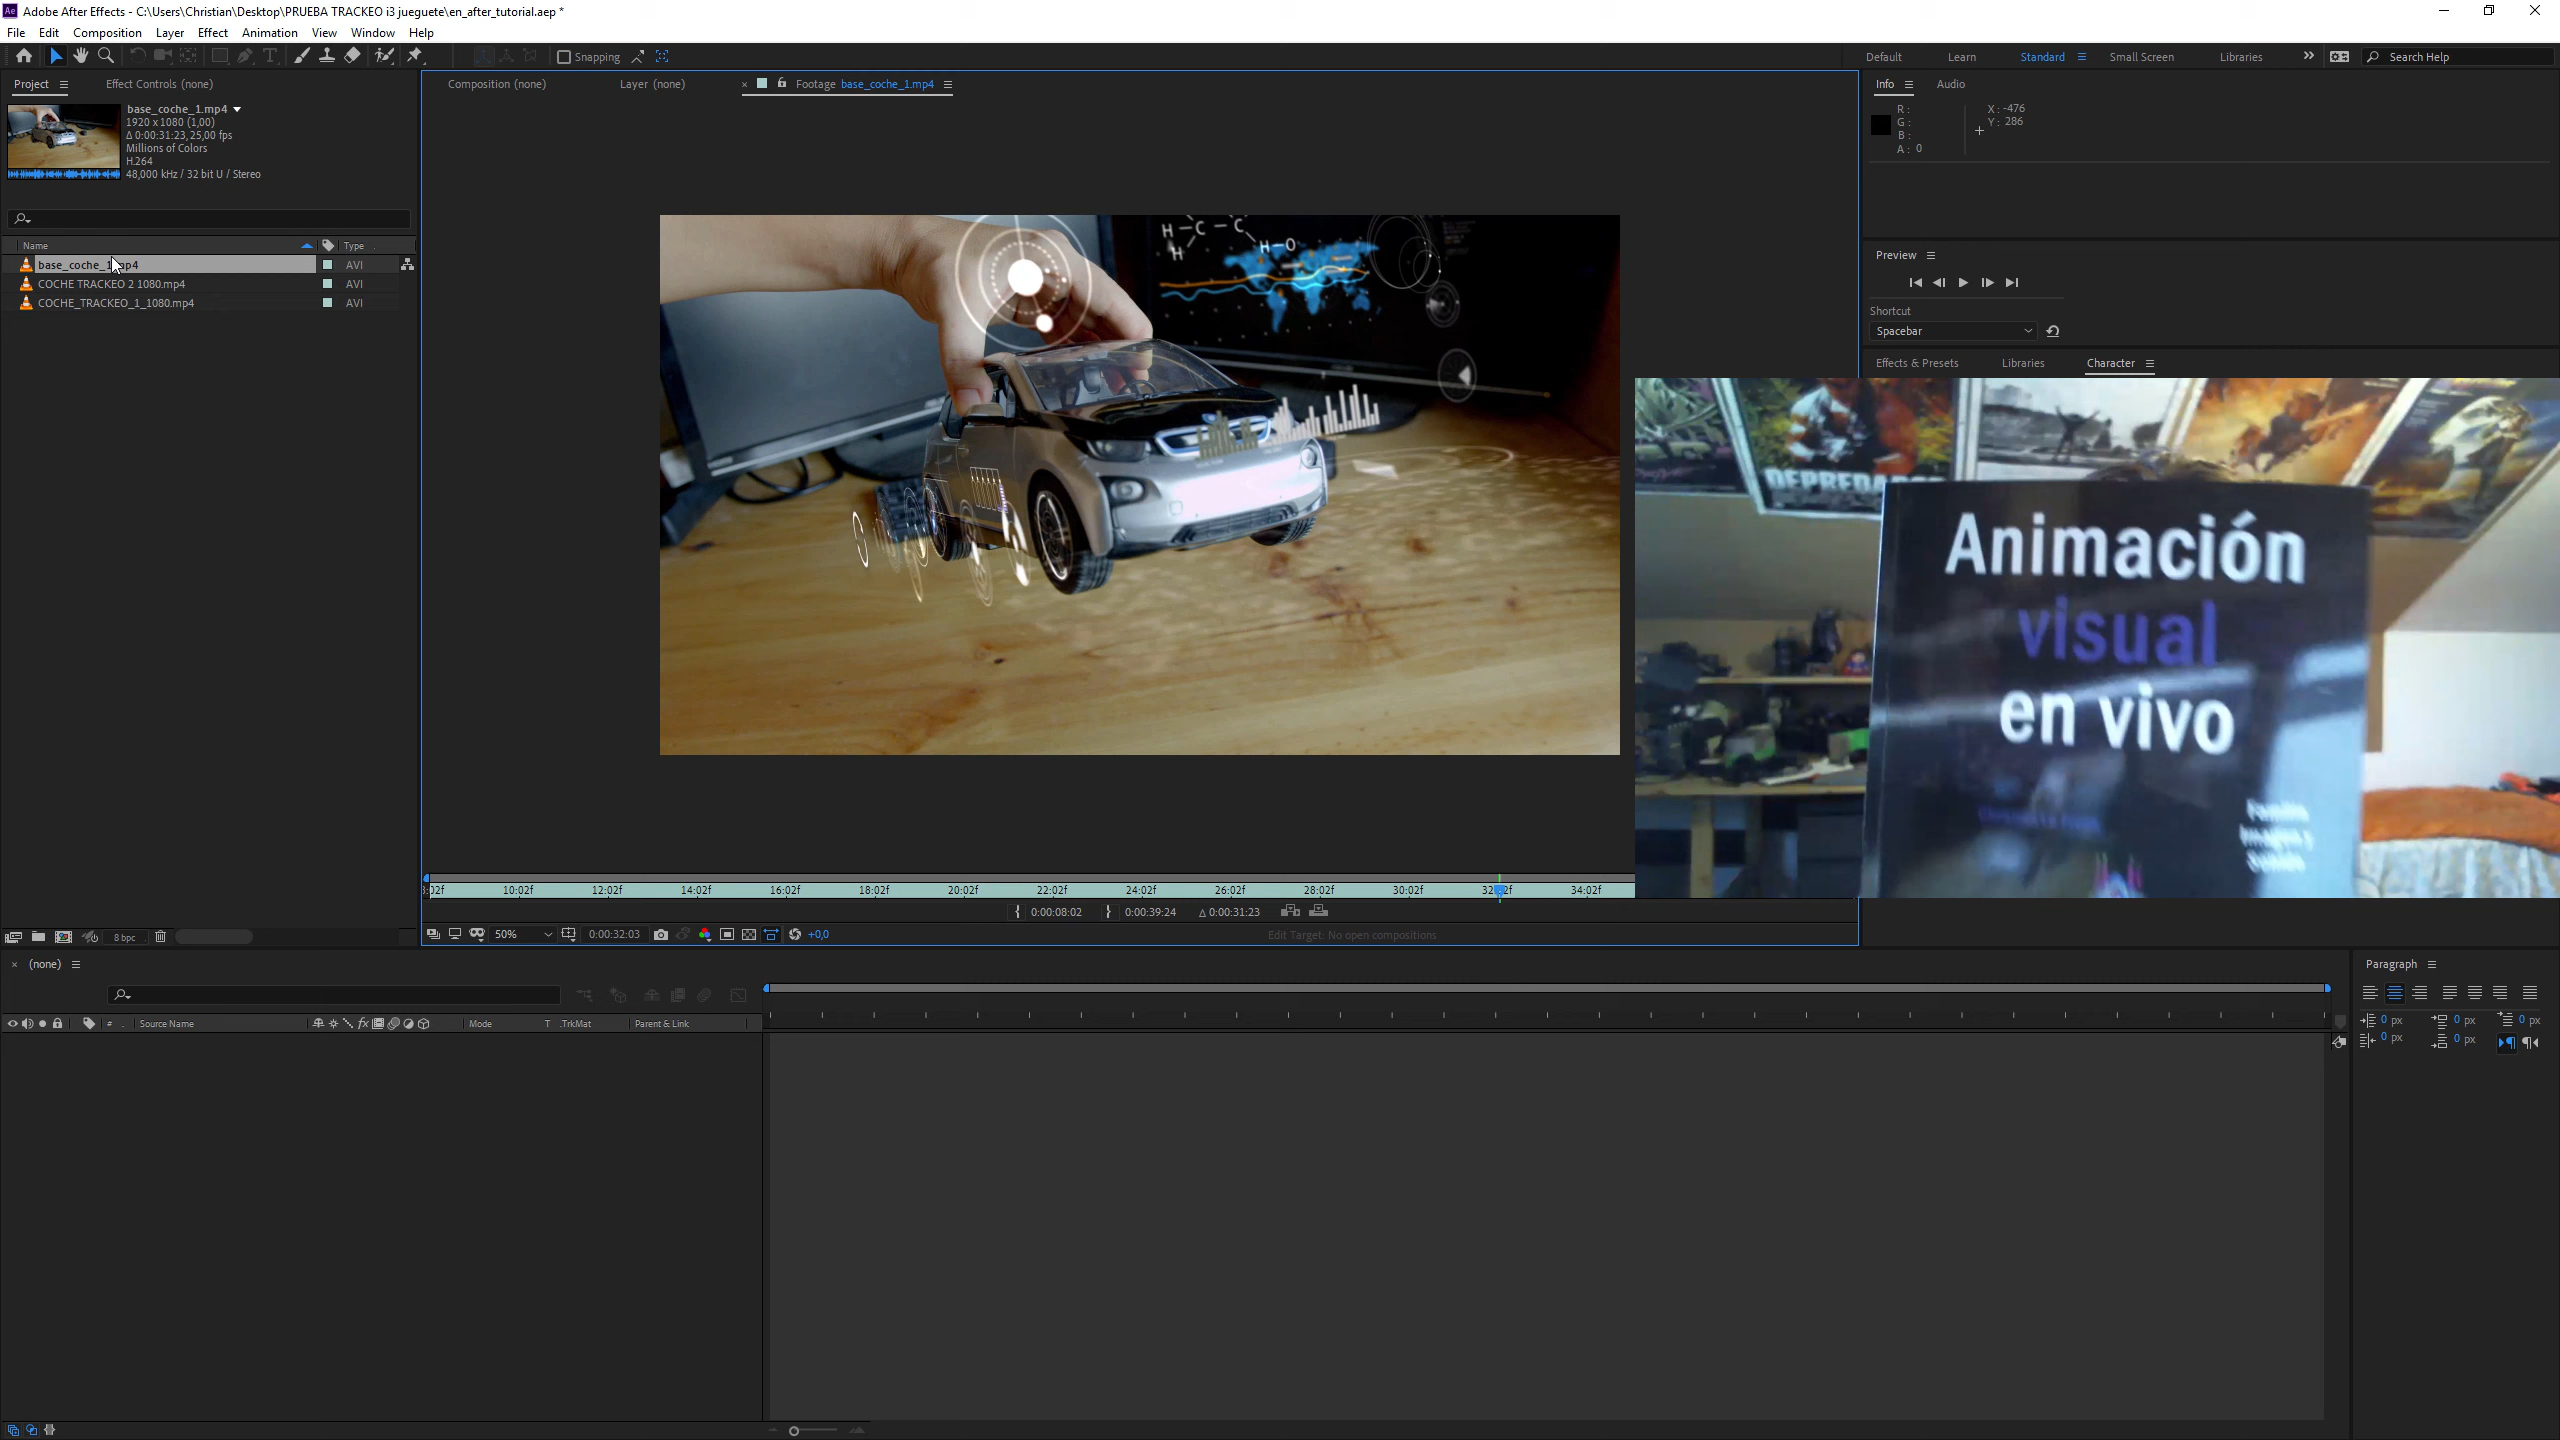 Adobe After Effects - C:\Users\Christian\Desktop\PRUEBA TRACKEO i3 jueguete\en_after_tutorial.aep *
File Edit Composition Layer Effect Animation View Window Help
Snapping
Default Learn Standard Small Screen Libraries Search Help
Project Effect Controls (none)
base_coche_1.mp4
1920 x 1080 (1,00)
Δ 0:00:31:23, 25,00 fps
Millions of Colors
H.264
48,000 kHz / 32 bit U / Stereo
Name Type
base_coche_1.mp4 AVI
COCHE TRACKEO 2 1080.mp4 AVI
COCHE_TRACKEO_1_1080.mp4 AVI
8 bpc
Composition (none) Layer (none) × Footage base_coche_1.mp4
H-C-C-
H H-O
10:02f 12:02f 14:02f 16:02f 18:02f 20:02f 22:02f 24:02f 26:02f 28:02f 30:02f 32:02f 34:02f
0:00:08:02 0:00:39:24 Δ 0:00:31:23
50% 0:00:32:03 +0,0 Edit Target: No open compositions
Info Audio
R: X: -476
G: Y: 286
B:
A: 0
Preview
Shortcut
Spacebar
Effects & Presets Libraries Character
DEPREDA
Animación
visual
en vivo
× (none)
# Source Name fx Mode T .TrkMat Parent & Link
Paragraph
0 px 0 px 0 px
0 px 0 px